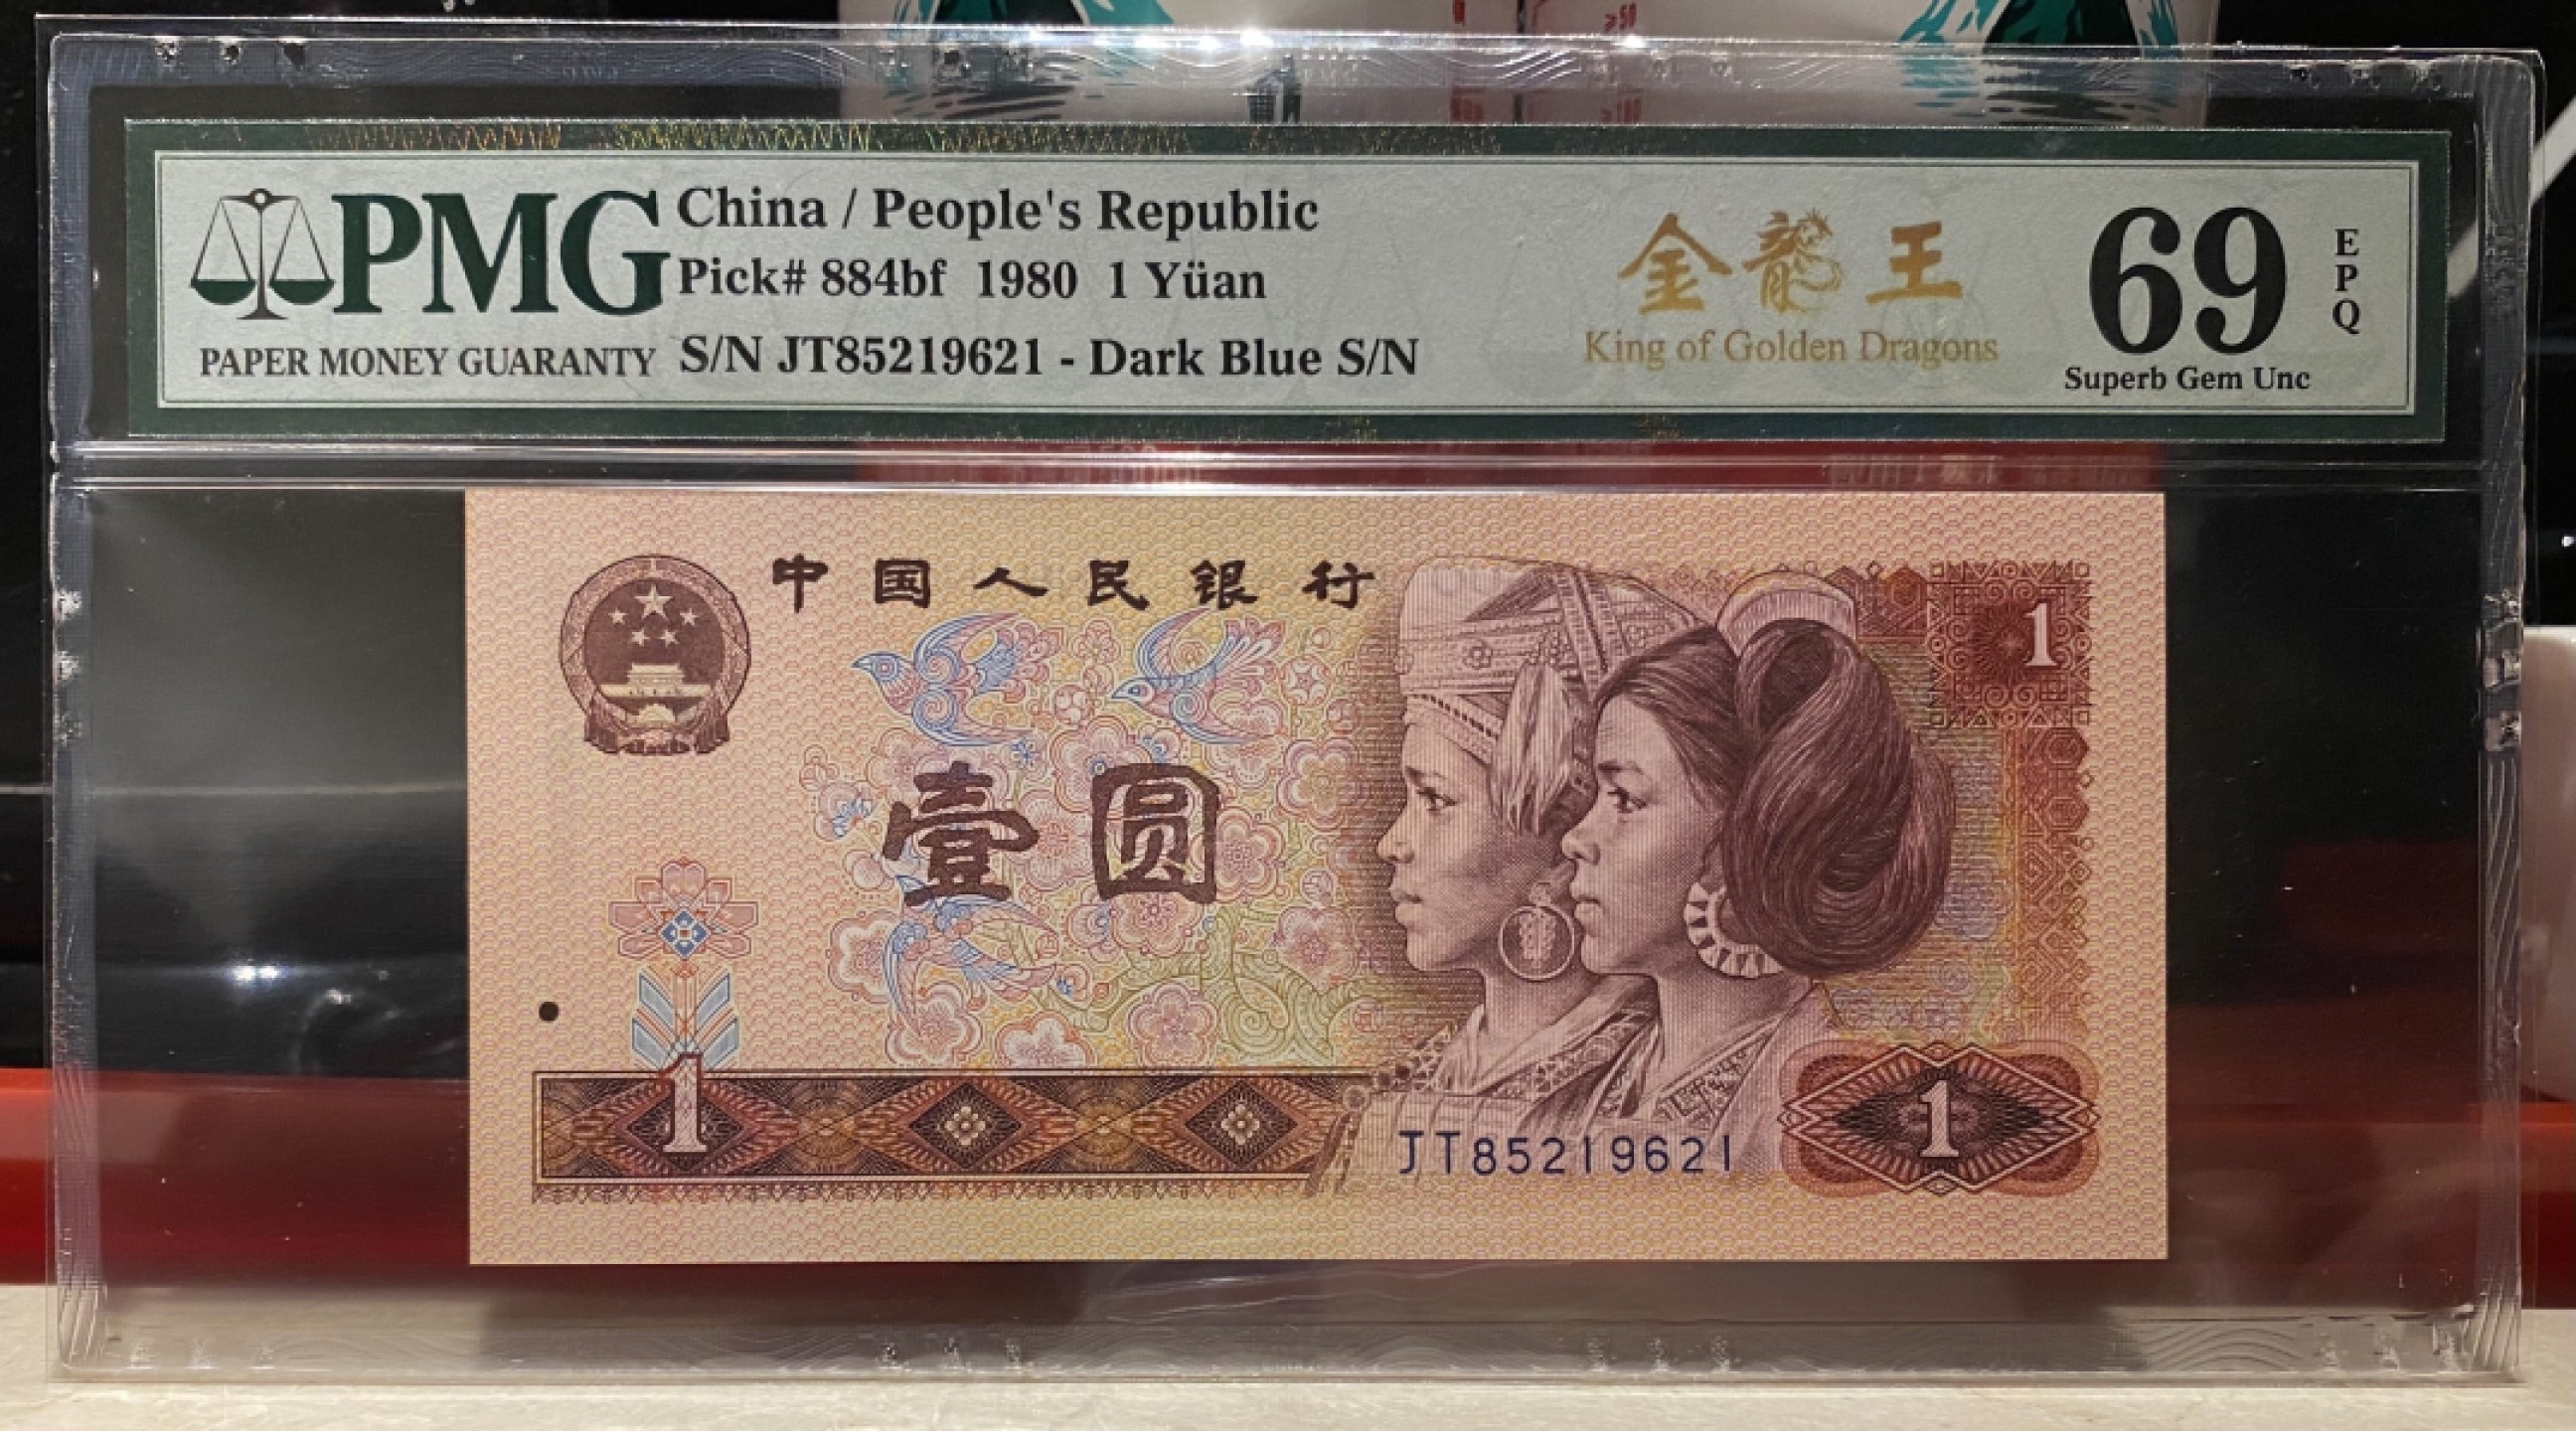 PMG
PAPER MONEY GUARANTY
China / People's Republic
Pick# 884bf 1980 1 Yüan
S/N JT85219621 - Dark Blue S/N
金龍王
King of Golden Dragons
69
EPQ
Superb Gem Unc
中国人民银行
1
壹圆
1
1
JT85219621